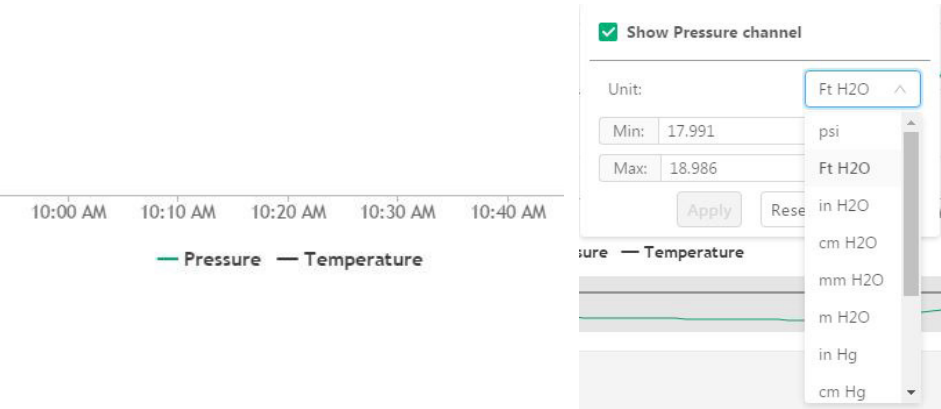 10:00 AM 10:10 AM 10:20 AM 10:30 AM 10:40 AM
Pressure Temperature
Show Pressure channel
Unit: Ft H2O
Min: 17.991
Max: 18.986
Apply
psi
Ft H2O
in H2O
cm H2O
mm H2O
m H2O
in Hg
cm Hg
Temperature